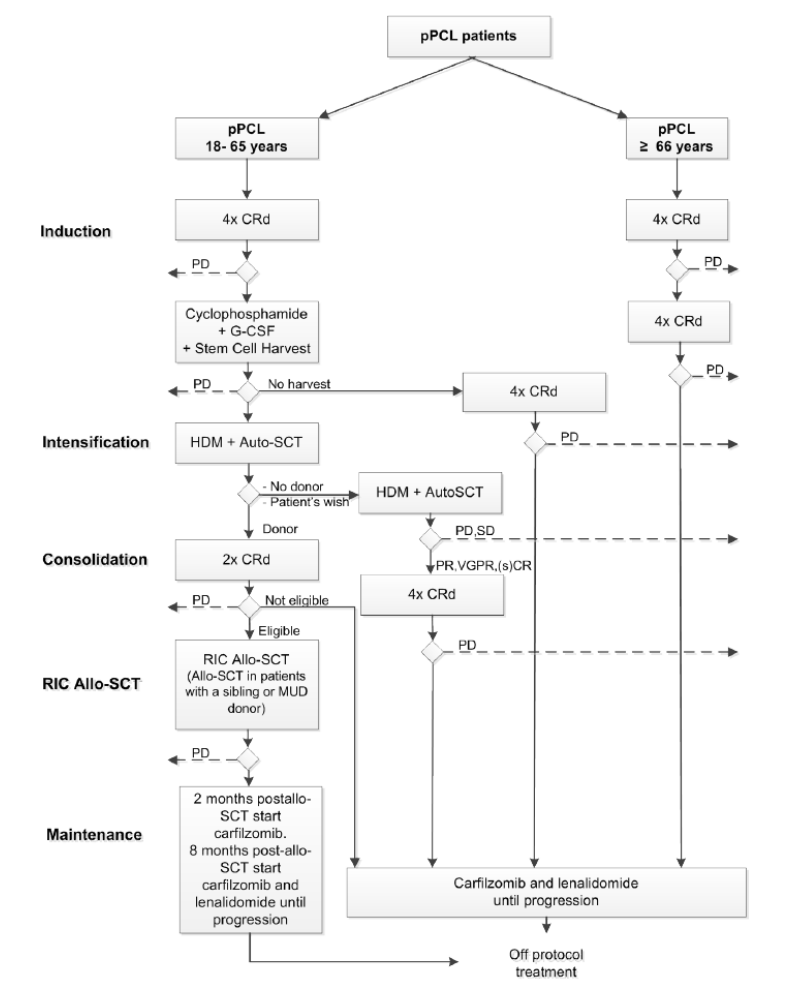 pPCL patients
pPCL
18- 65 years
pPCL
≥ 66 years
Induction
4x CRd
4x CRd
PD
PD
Cyclophosphamide
+ G-CSF
+ Stem Cell Harvest
4x CRd
PD
No harvest
4x CRd
PD
Intensification
HDM + Auto-SCT
PD
- No donor
- Patient's wish
HDM + AutoSCT
Donor
PD,SD
Consolidation
2x CRd
PR,VGPR,(s)CR
4x CRd
PD
Not eligible
Eligible
PD
RIC Allo-SCT
RIC Allo-SCT
(Allo-SCT in patients
with a sibling or MUD
donor)
PD
Maintenance
2 months postallo-
SCT start
carfilzomib.
8 months post-allo-
SCT start
carfilzomib and
lenalidomide until
progression
Carfilzomib and lenalidomide
until progression
Off protocol
treatment